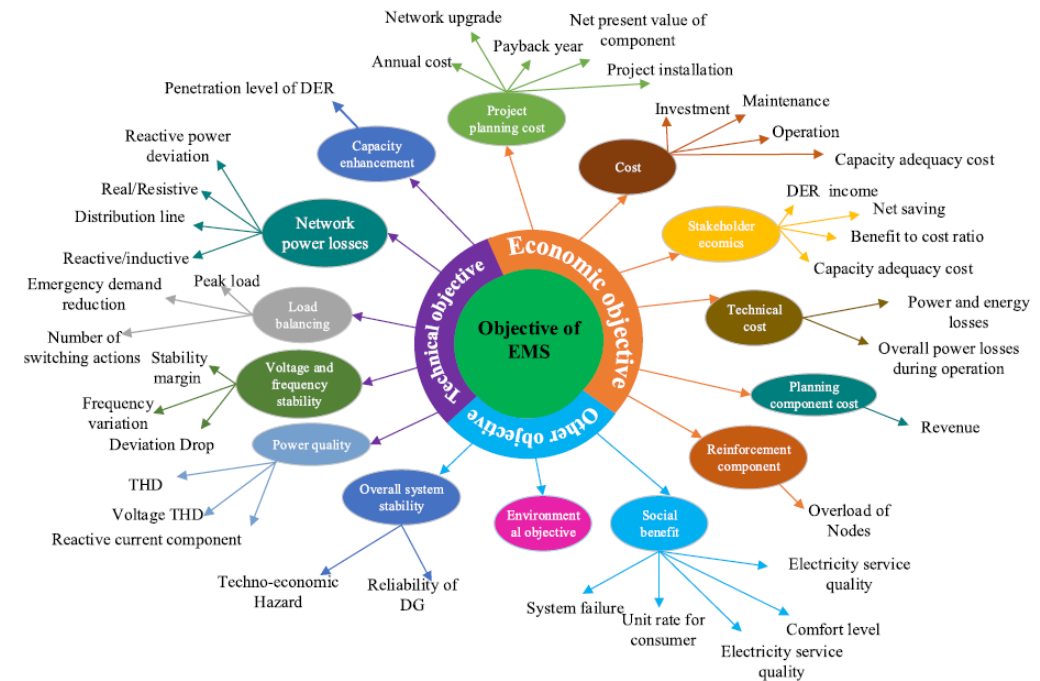 Network upgrade
Net present value of
component
Payback year
Annual cost
Project installation
Penetration level of DER
Project
planning cost
Investment
Maintenance
Operation
Capacity adequacy cost
Capacity
enhancement
Cost
Reactive power
deviation
Real/Resistive
Distribution line
Reactive/inductive
Network
power losses
DER income
Net saving
Benefit to cost ratio
Capacity adequacy cost
Stakeholder
ecomics
Economic objective
Technical objective
Other objective
Objective of
EMS
Emergency demand
reduction
Peak load
Number of
switching actions
Load
balancing
Technical
cost
Power and energy
losses
Overall power losses
during operation
Stability
margin
Frequency
variation
Deviation Drop
Voltage and
frequency
stability
Planning
component cost
Revenue
Power quality
THD
Voltage THD
Reactive current component
Reinforcement
component
Overload of
Nodes
Overall system
stability
Techno-economic
Hazard
Reliability of
DG
Environment
al objective
Social
benefit
System failure
Unit rate for
consumer
Electricity service
quality
Comfort level
Electricity service
quality